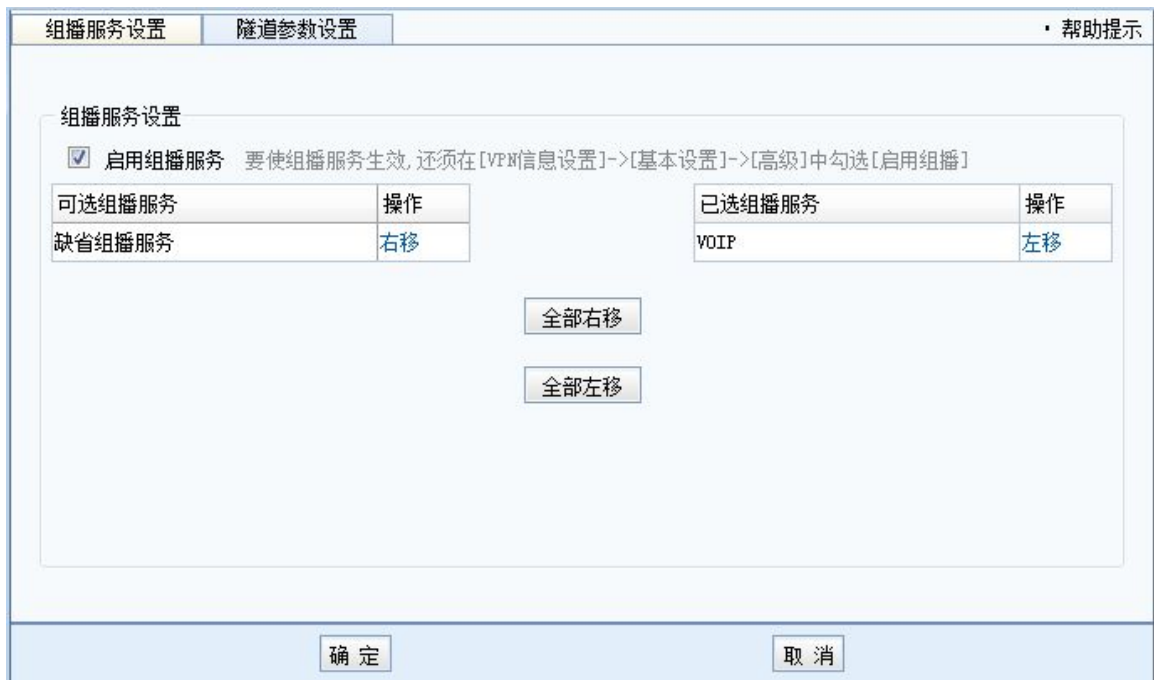 组播服务设置 隧道参数设置 · 帮助提示
组播服务设置
启用组播服务 要使组播服务生效,还须在[VPN信息设置]->[基本设置]->[高级]中勾选[启用组播]
可选组播服务 操作 已选组播服务 操作
缺省组播服务 右移 VOIP 左移
全部右移
全部左移
确 定 取 消